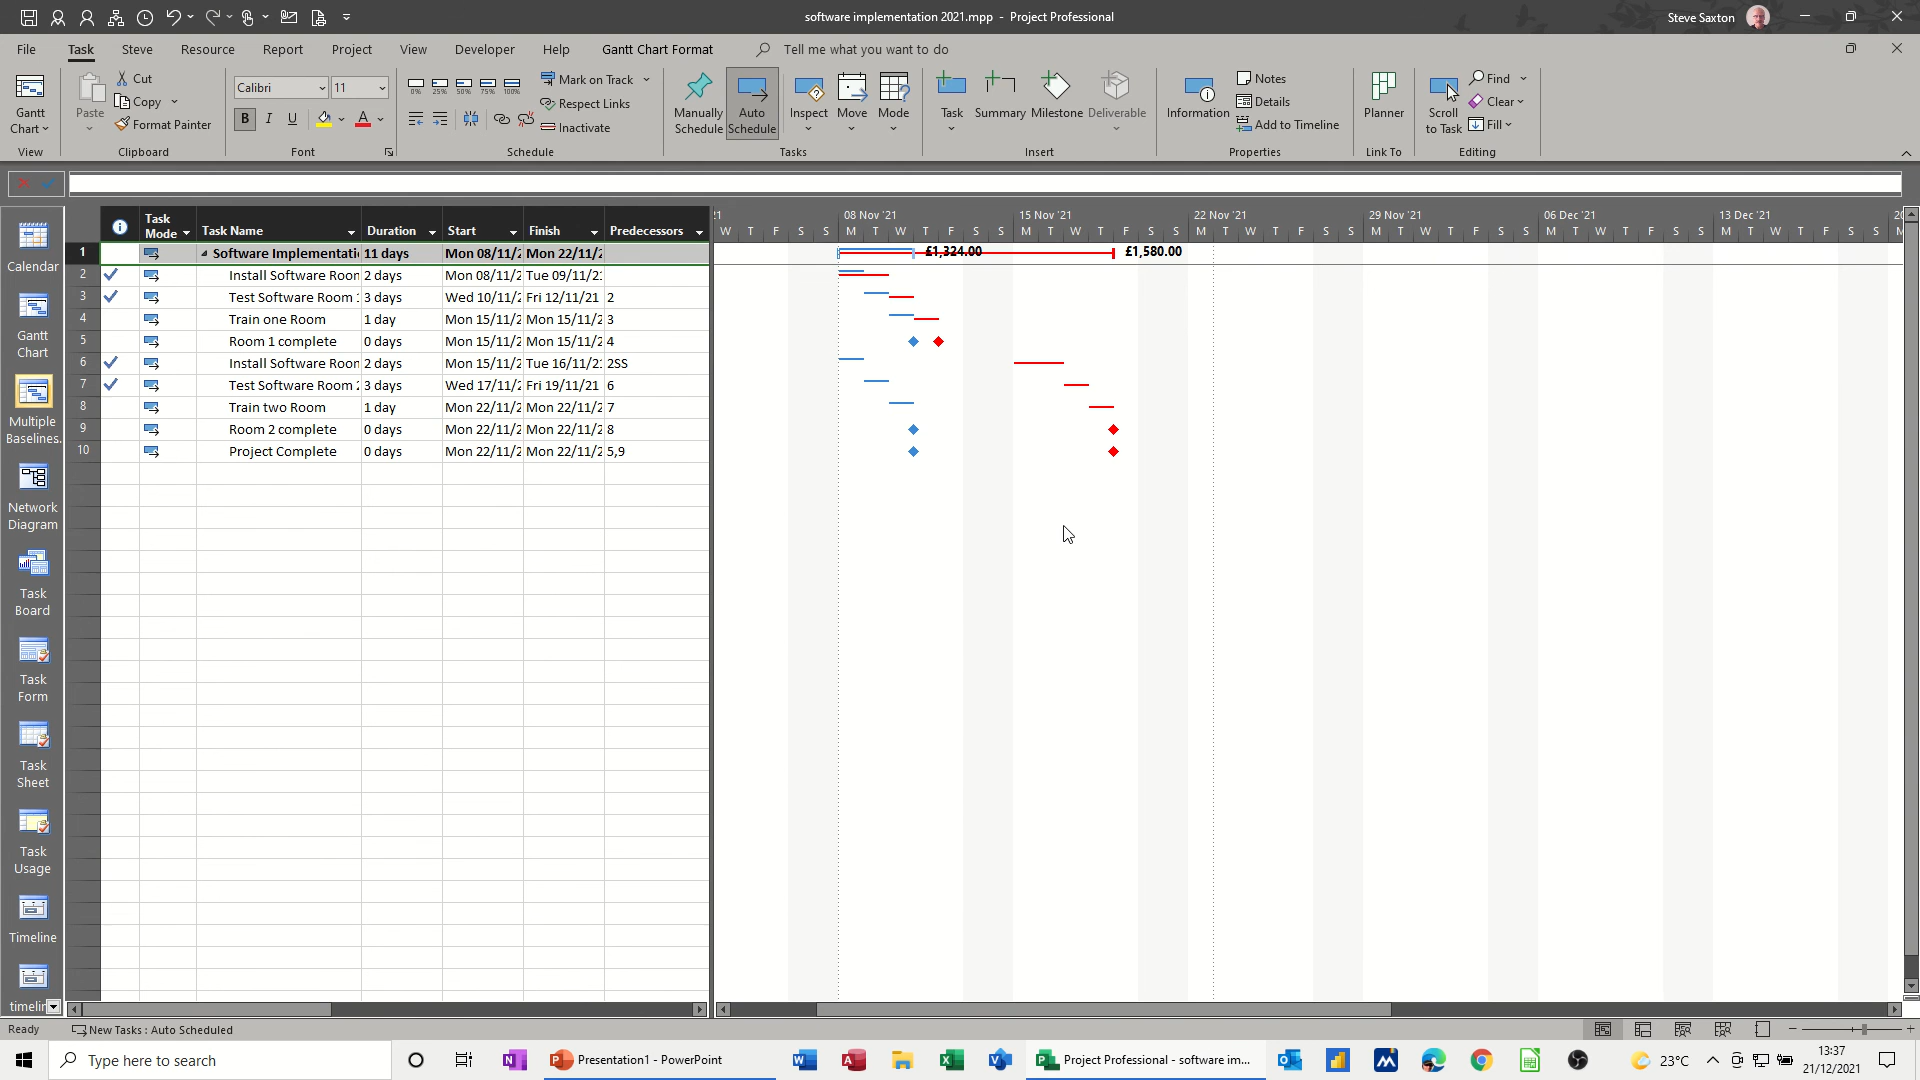 software implementation 2021.mpp - Project Professional
Steve Saxton
File Task Steve Resource Report Project View Developer Help Gantt Chart Format Tell me what you want to do
Gantt Chart
View
Paste
Cut
Copy
Format Painter
Clipboard
Calibri 11
B I U A
Font
0% 25% 50% 75% 100%
Mark on Track
Respect Links
Inactivate
Schedule
Manually Schedule
Auto Schedule
Inspect
Move
Mode
Tasks
Task
Summary
Milestone
Deliverable
Insert
Information
Notes
Details
Add to Timeline
Properties
Planner
Link To
Scroll to Task
Find
Clear
Fill
Editing
Calendar
Gantt Chart
Multiple Baselines.
Network Diagram
Task Board
Task Form
Task Sheet
Task Usage
Timeline
timelin
Task Mode Task Name Duration Start Finish Predecessors
1 Software Implementati 11 days Mon 08/11/2 Mon 22/11/2
2 Install Software Roon 2 days Mon 08/11/2 Tue 09/11/2:
3 Test Software Room : 3 days Wed 10/11/2 Fri 12/11/21 2
4 Train one Room 1 day Mon 15/11/2 Mon 15/11/2 3
5 Room 1 complete 0 days Mon 15/11/2 Mon 15/11/2 4
6 Install Software Roon 2 days Mon 15/11/2 Tue 16/11/2: 2SS
7 Test Software Room 2 3 days Wed 17/11/2 Fri 19/11/21 6
8 Train two Room 1 day Mon 22/11/2 Mon 22/11/2 7
9 Room 2 complete 0 days Mon 22/11/2 Mon 22/11/2 8
10 Project Complete 0 days Mon 22/11/2 Mon 22/11/2 5,9
21 08 Nov '21 15 Nov '21 22 Nov '21 29 Nov '21 06 Dec '21 13 Dec '21 20
W T F S S M T W T F S S M T W T F S S M T W T F S S M T W T F S S M T W T F S S M T W T F S S M
£1,324.00 £1,580.00
Ready New Tasks : Auto Scheduled
Type here to search
Presentation1 - PowerPoint
Project Professional - software im...
23°C
13:37
21/12/2021